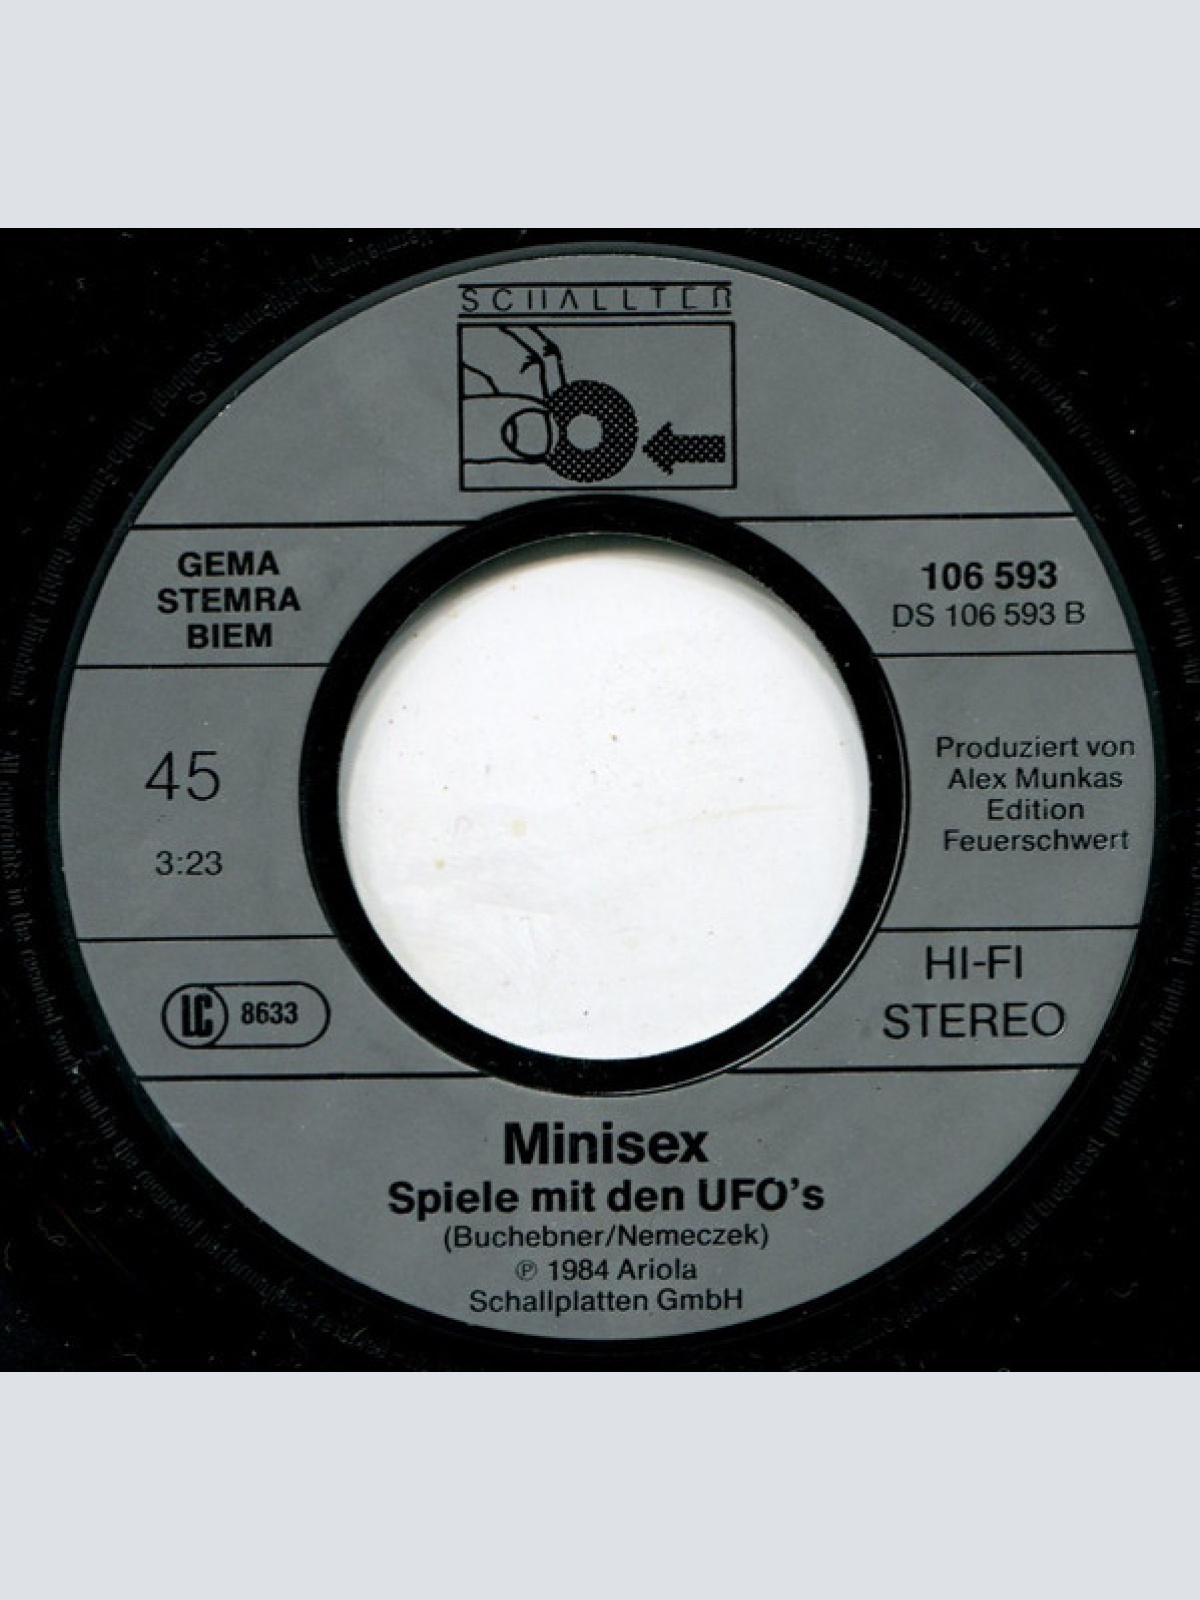 SCHALLTER
GEMA
STEMRA
BIEM
106 593
DS 106 593 B
45
3:23
Produziert von
Alex Munkas
Edition
Feuerschwert
LC 8633
HI-FI
STEREO
Minisex
Spiele mit den UFO's
(Buchebner/Nemeczek)
℗ 1984 Ariola
Schallplatten GmbH